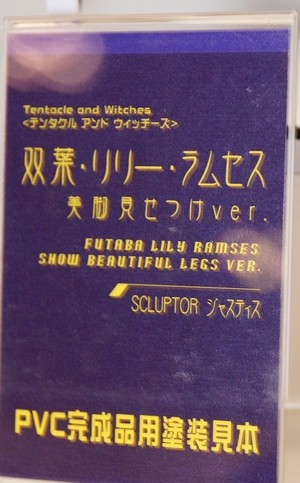 Tentacle and Witches
<テンタクル アンド ウィッチーズ>
双葉・リリー・ラムセス
美脚見せつけver.
FUTABA LILY RAMSES
SHOW BEAUTIFUL LEGS VER.
SCLUPTOR ジャスティス
PVC完成品用塗装見本